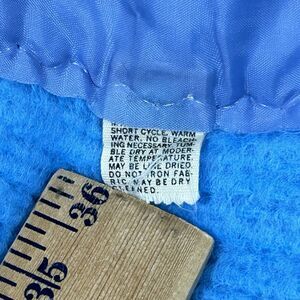 SHORT CYCLE, WARM
WATER. NO BLEACH
ING NECESSARY TUM-
BLE DRY AT MODER-
ATE TEMPERATURE.
MAY BE LINE DRIED.
DO NOT IRON FAB-
RIC. MAY BE DRY
CLEANED.
36
35